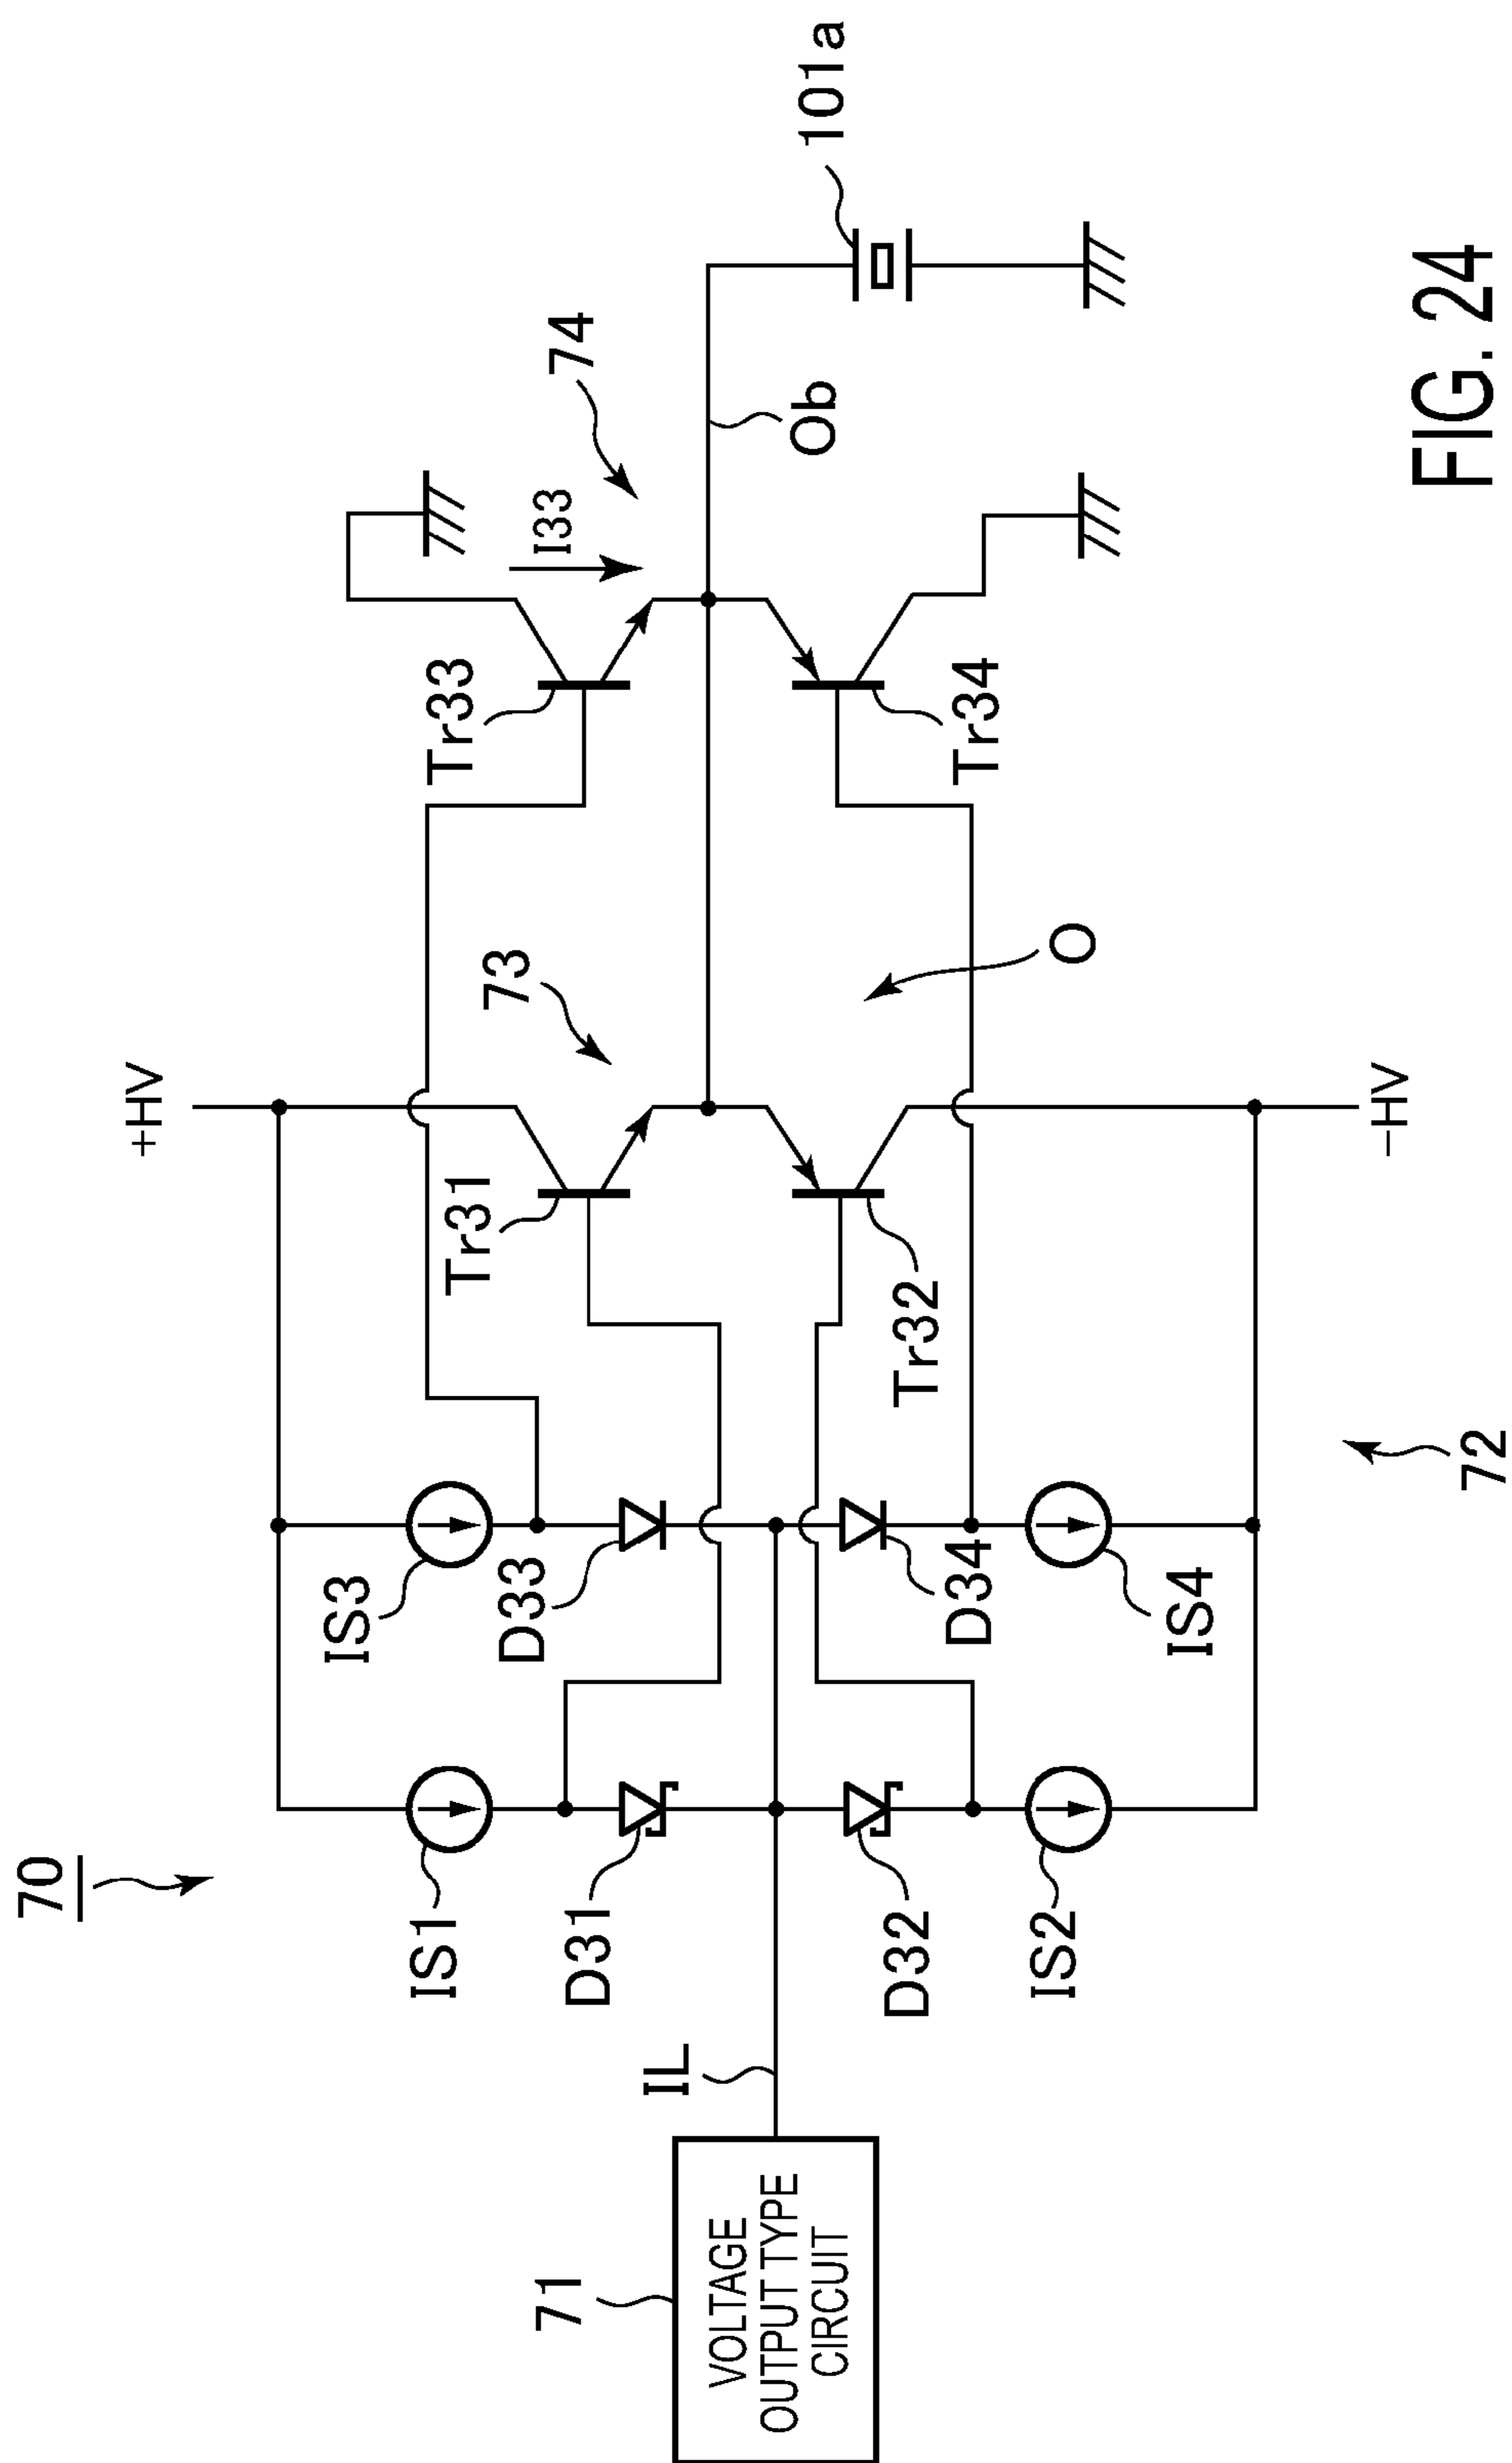 70
+HV
IS1
IS3
D31
D33
Tr31
73
Tr33
I33
74
101a
Ob
71
VOLTAGE
OUTPUT TYPE
CIRCUIT
IL
D32
D34
Tr32
O
Tr34
IS2
IS4
72
−HV
FIG. 24